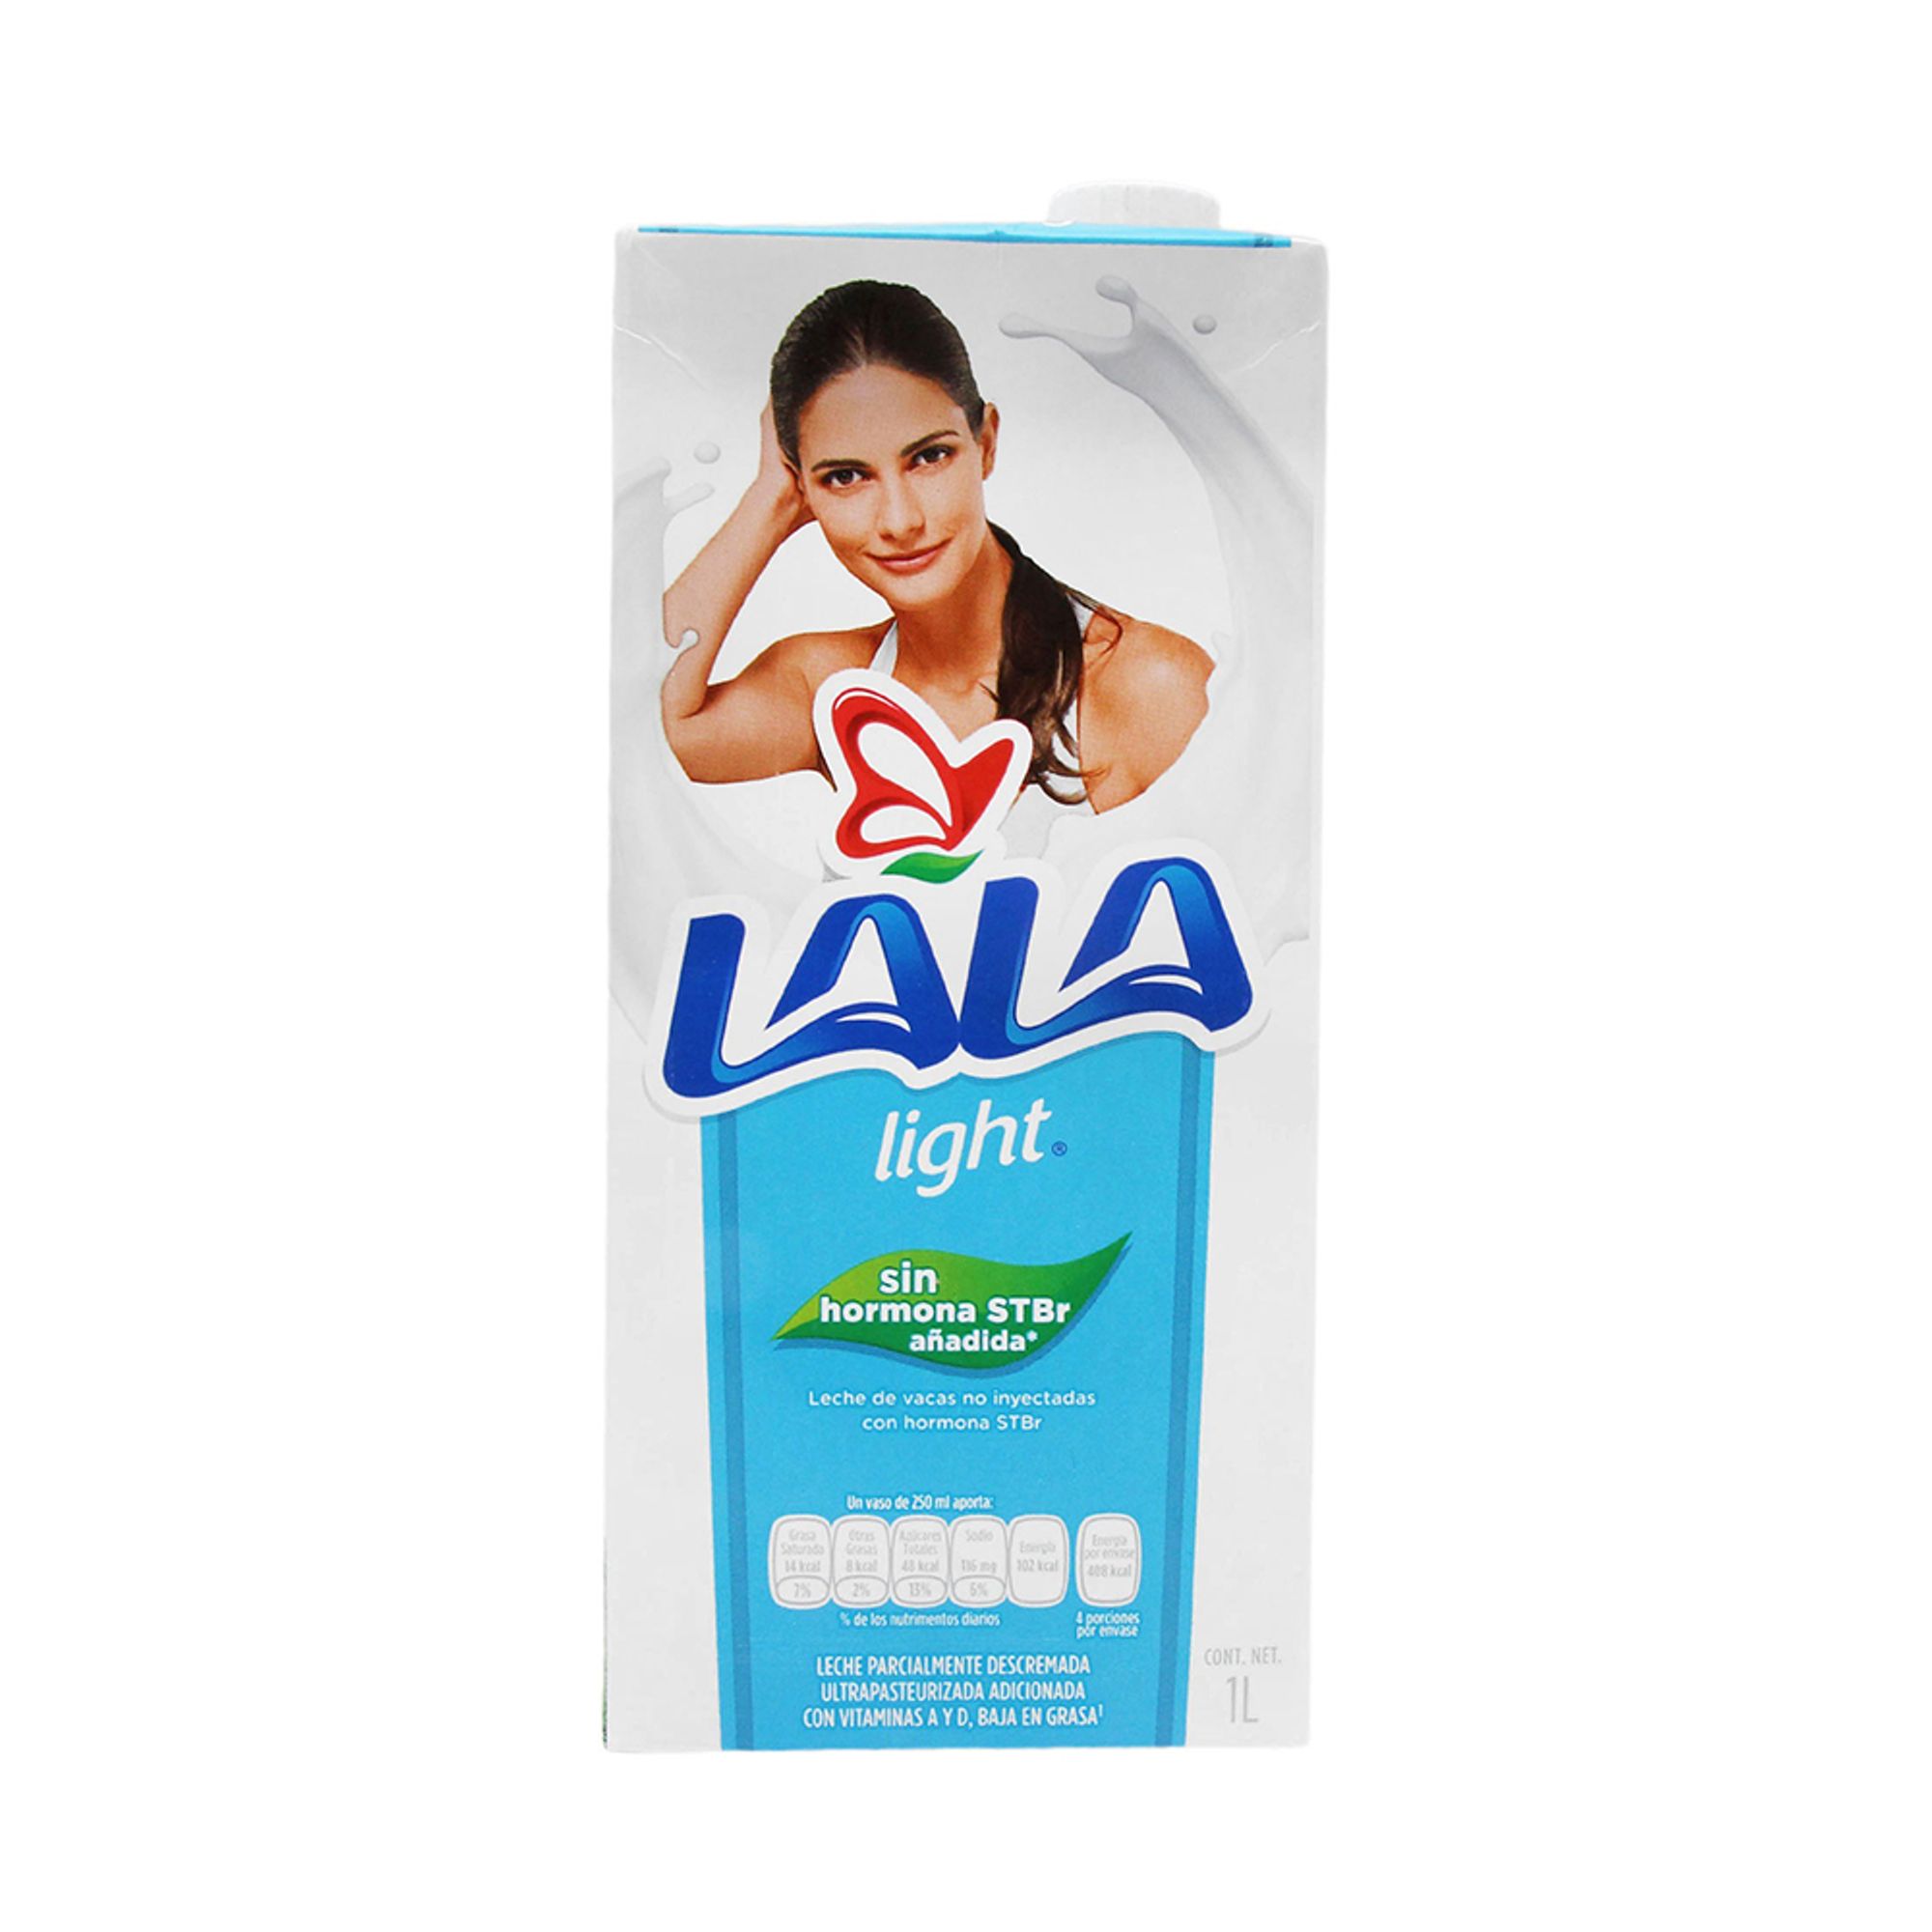 LALA
light®
sin
hormona STBr
añadida*
Leche de vacas no inyectadas
con hormona STBr
Un vaso de 250 ml aporta:
Grasa Saturada 14 kcal 7%
Otras Grasas 8 kcal 2%
Azúcares Totales 48 kcal 13%
Sodio 116 mg 6%
Energía 102 kcal
Energía por envase 408 kcal
% de los nutrimentos diarios
4 porciones
por envase
LECHE PARCIALMENTE DESCREMADA
ULTRAPASTEURIZADA ADICIONADA
CON VITAMINAS A Y D, BAJA EN GRASA¹
CONT. NET.
1L